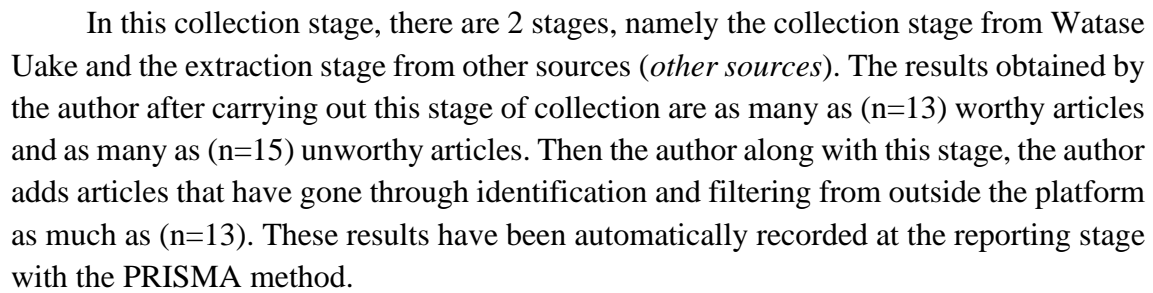 In this collection stage, there are 2 stages, namely the collection stage from Watase
Uake and the extraction stage from other sources (other sources). The results obtained by
the author after carrying out this stage of collection are as many as (n=13) worthy articles
and as many as (n=15) unworthy articles. Then the author along with this stage, the author
adds articles that have gone through identification and filtering from outside the platform
as much as (n=13). These results have been automatically recorded at the reporting stage
with the PRISMA method.